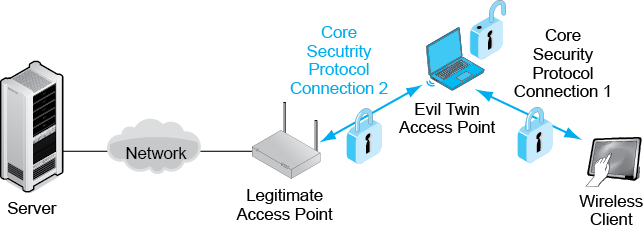 Core
Secutrity
Protocol
Connection 2
Core
Security
Protocol
Connection 1
Evil Twin
Access Point
Network
Legitimate
Access Point
Server
Wireless
Client